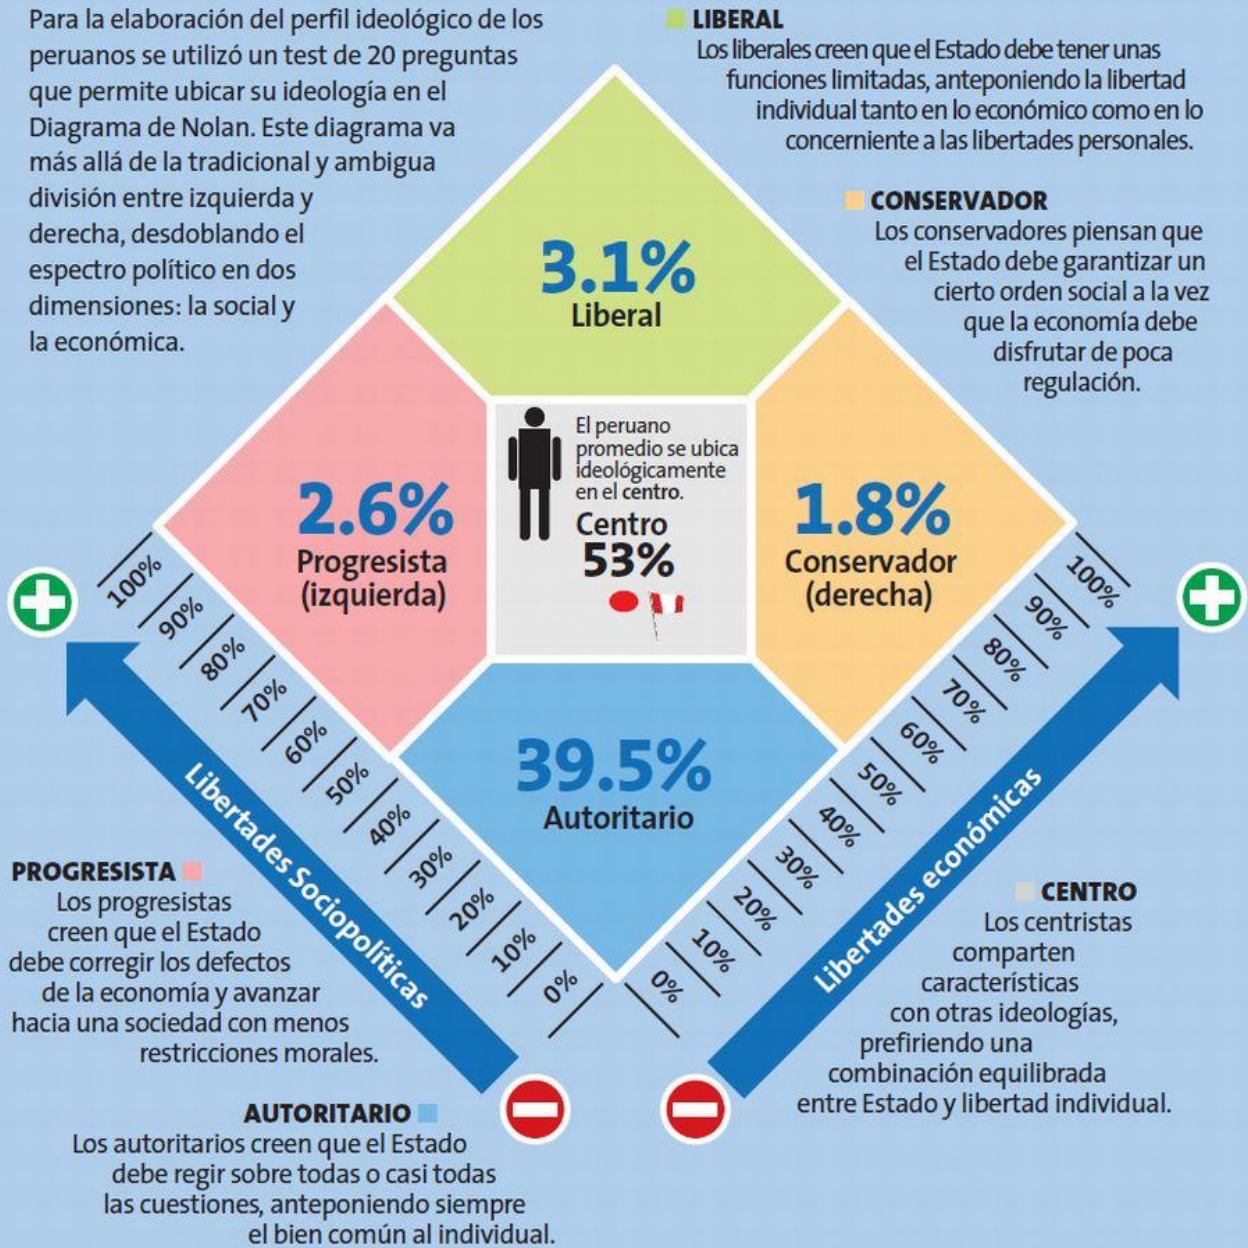 Para la elaboración del perfil ideológico de los
peruanos se utilizó un test de 20 preguntas
que permite ubicar su ideología en el
Diagrama de Nolan. Este diagrama va
más allá de la tradicional y ambigua
división entre izquierda y
derecha, desdoblando el
espectro político en dos
dimensiones: la social y
la económica.
LIBERAL
Los liberales creen que el Estado debe tener unas
funciones limitadas, anteponiendo la libertad
individual tanto en lo económico como en lo
concerniente a las libertades personales.
CONSERVADOR
Los conservadores piensan que
el Estado debe garantizar un
cierto orden social a la vez
que la economía debe
disfrutar de poca
regulación.
3.1%
Liberal
2.6%
Progresista
(izquierda)
El peruano
promedio se ubica
ideológicamente
en el centro.
Centro
53%
1.8%
Conservador
(derecha)
39.5%
Autoritario
100%
90%
80%
70%
60%
50%
40%
30%
20%
10%
0%
Libertades Sociopolíticas
100%
90%
80%
70%
60%
50%
40%
30%
20%
10%
0%
Libertades económicas
PROGRESISTA
Los progresistas
creen que el Estado
debe corregir los defectos
de la economía y avanzar
hacia una sociedad con menos
restricciones morales.
CENTRO
Los centristas
comparten
características
con otras ideologías,
prefiriendo una
combinación equilibrada
entre Estado y libertad individual.
AUTORITARIO
Los autoritarios creen que el Estado
debe regir sobre todas o casi todas
las cuestiones, anteponiendo siempre
el bien común al individual.